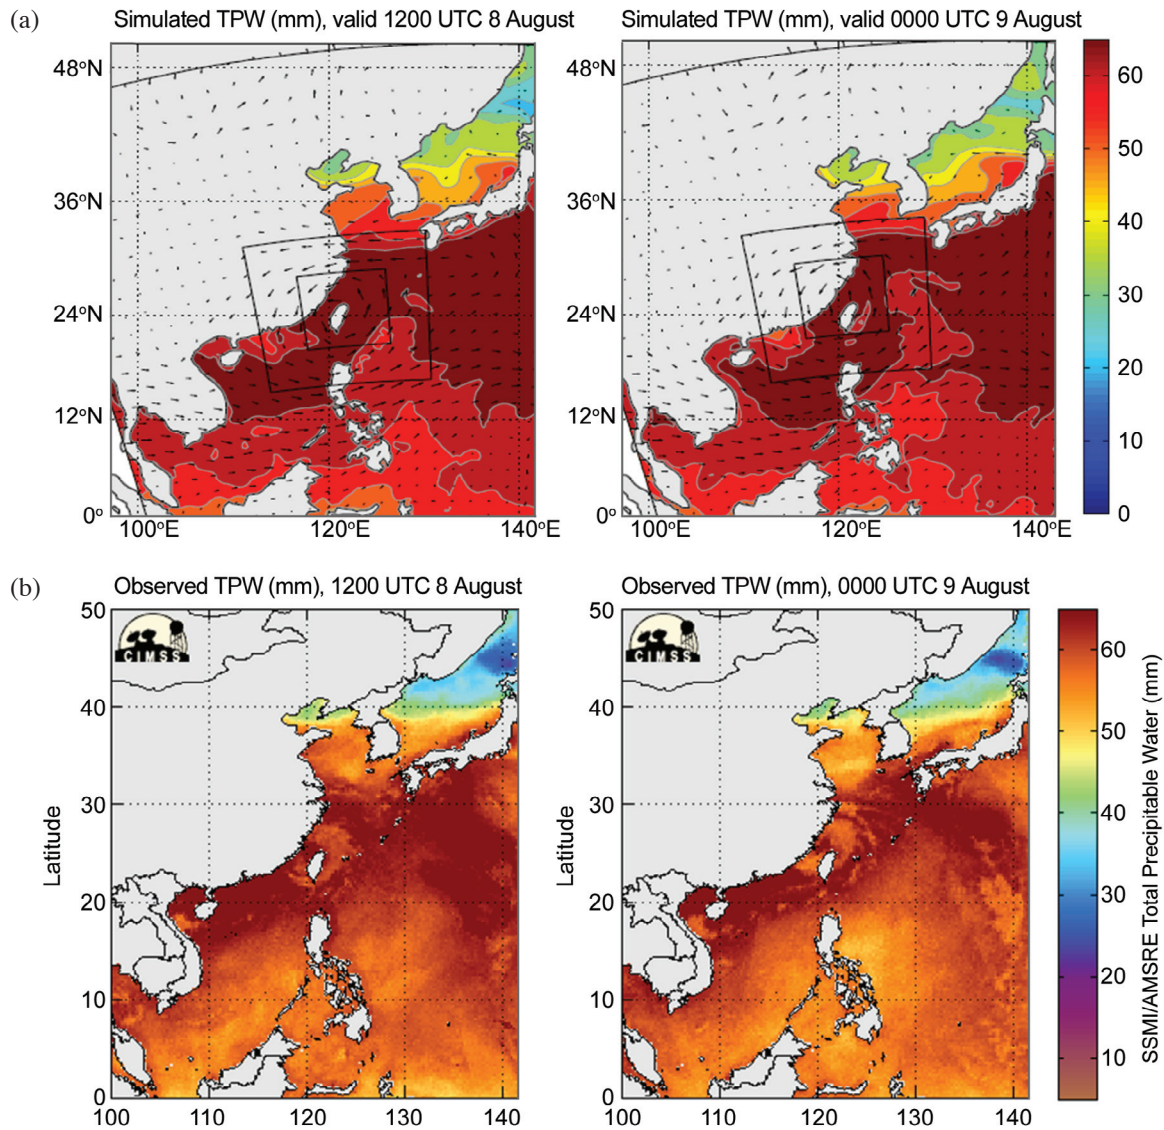 (a)
Simulated TPW (mm), valid 1200 UTC 8 August
Simulated TPW (mm), valid 0000 UTC 9 August
48°N
36°N
24°N
12°N
0°
100°E
120°E
140°E
48°N
36°N
24°N
12°N
0°
100°E
120°E
140°E
60
50
40
30
20
10
0
(b)
Observed TPW (mm), 1200 UTC 8 August
Observed TPW (mm), 0000 UTC 9 August
CIMSS
Latitude
50
40
30
20
10
0
100
110
120
130
140
CIMSS
Latitude
50
40
30
20
10
0
100
110
120
130
140
60
50
40
30
20
10
SSMI/AMSRE Total Precipitable Water (mm)